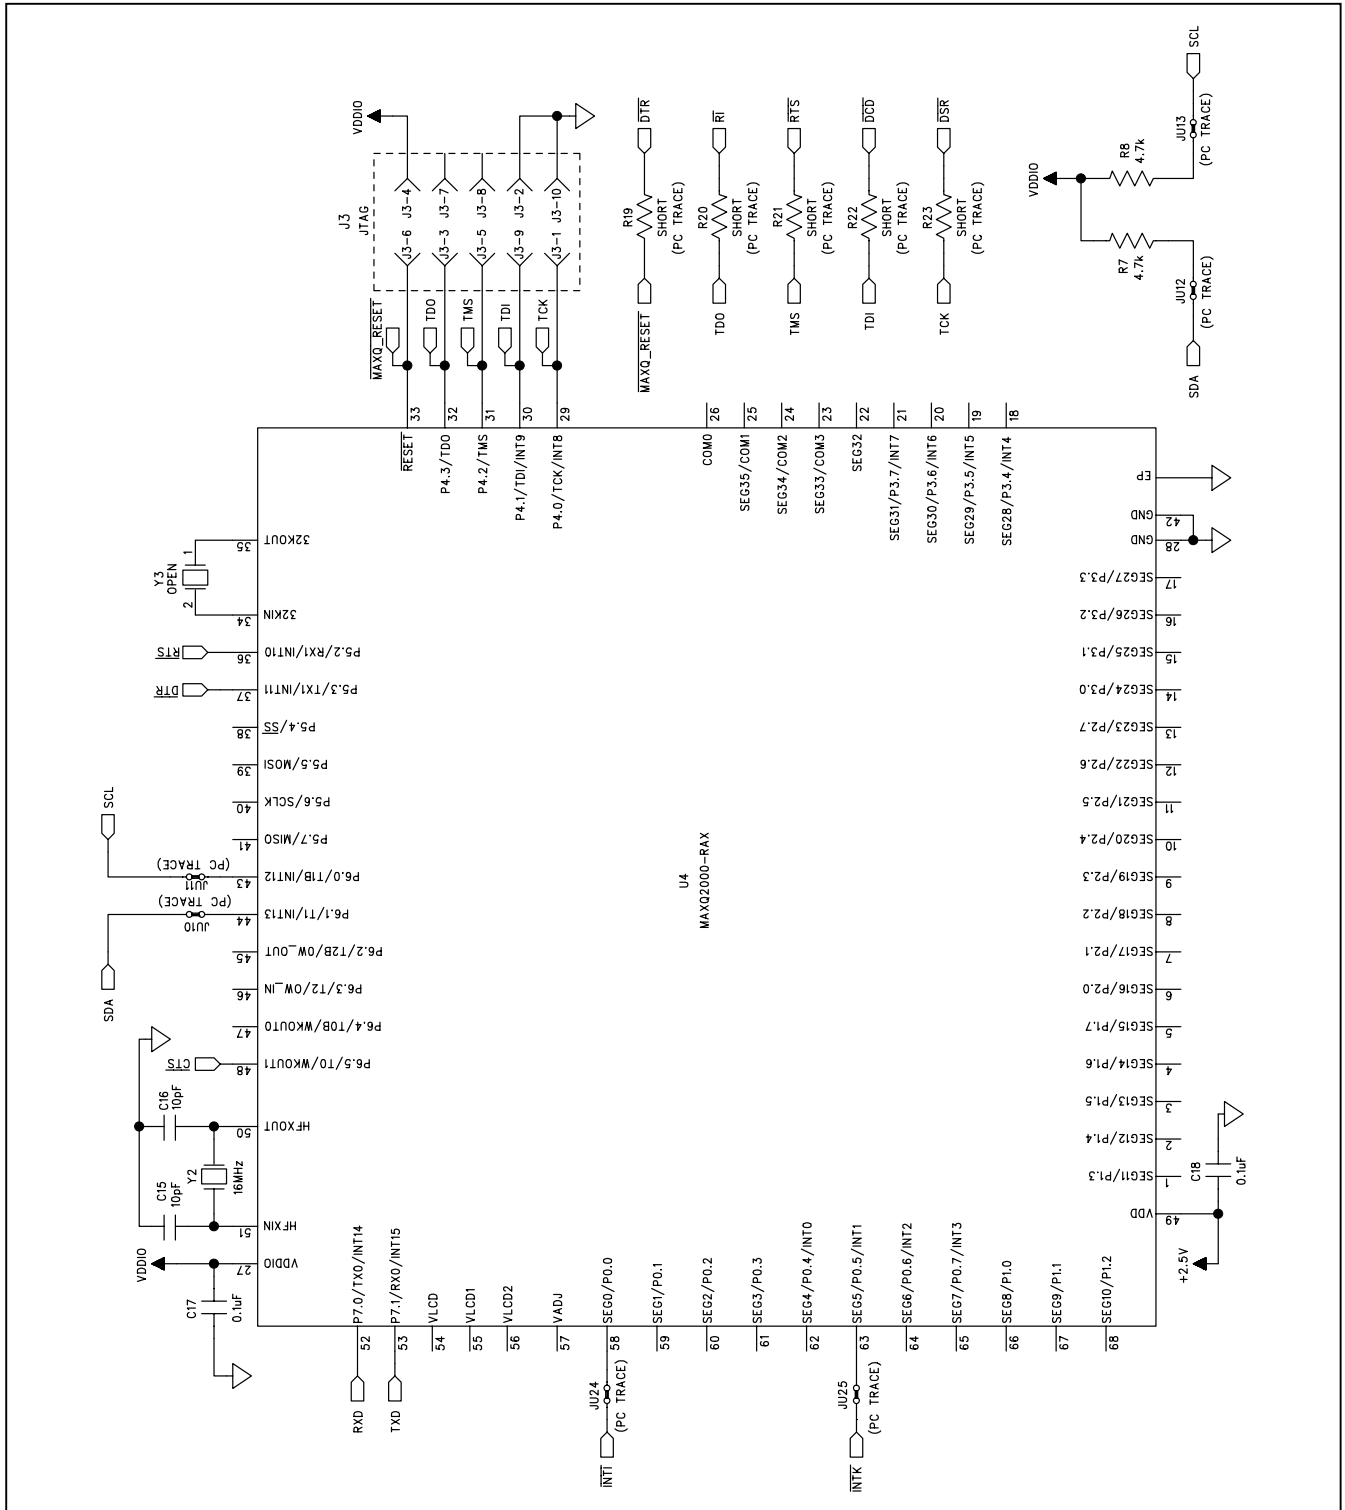 VDDIO
J3
JTAG
J3-6 J3-4
J3-3 J3-7
J3-5 J3-8
J3-9 J3-2
J3-1 J3-10
MAXQ_RESET
TDO
TMS
TDI
TCK
33
32
31
30
29
RESET
P4.3/TDO
P4.2/TMS
P4.1/TDI/INT9
P4.0/TCK/INT8
DTR
R19
SHORT
(PC TRACE)
MAXQ_RESET
RI
R20
SHORT
(PC TRACE)
TDO
RTS
R21
SHORT
(PC TRACE)
TMS
DCD
R22
SHORT
(PC TRACE)
TDI
DSR
R23
SHORT
(PC TRACE)
TCK
SCL
JU13
(PC TRACE)
R8
4.7k
VDDIO
R7
4.7k
JU12
(PC TRACE)
SDA
26
25
24
23
22
21
20
19
18
COM0
SEG35/COM1
SEG34/COM2
SEG33/COM3
SEG32
SEG31/P3.7/INT7
SEG30/P3.6/INT6
SEG29/P3.5/INT5
SEG28/P3.4/INT4
Y3
OPEN
1
2
35
32KOUT
34
32KIN
RTS
36
P5.2/RX1/INT10
DTR
37
P5.3/TX1/INT11
38
P5.4/SS
39
P5.5/MOSI
40
P5.6/SCLK
41
P5.7/MISO
SCL
(PC TRACE)
JU11
43
P6.0/T1B/INT12
(PC TRACE)
JU10
44
P6.1/T1/INT13
SDA
45
P6.2/T2B/OW_OUT
46
P6.3/T2/OW_IN
47
P6.4/T0B/WKOUT0
CTS
48
P6.5/T0/WKOUT1
C16
10pF
50
HFXOUT
Y2
16MHz
C15
10pF
51
HFXIN
VDDIO
27
VDDIO
C17
0.1uF
U4
MAXQ2000-RAX
EP
GND
42
GND
28
SEG27/P3.3
17
SEG26/P3.2
16
SEG25/P3.1
15
SEG24/P3.0
14
SEG23/P2.7
13
SEG22/P2.6
12
SEG21/P2.5
11
SEG20/P2.4
10
SEG19/P2.3
9
SEG18/P2.2
8
SEG17/P2.1
7
SEG16/P2.0
6
SEG15/P1.7
5
SEG14/P1.6
4
SEG13/P1.5
3
SEG12/P1.4
2
SEG11/P1.3
1
VDD
49
C18
0.1uF
+2.5V
P7.0/TX0/INT14
P7.1/RX0/INT15
VLCD
VLCD1
VLCD2
VADJ
SEG0/P0.0
SEG1/P0.1
SEG2/P0.2
SEG3/P0.3
SEG4/P0.4/INT0
SEG5/P0.5/INT1
SEG6/P0.6/INT2
SEG7/P0.7/INT3
SEG8/P1.0
SEG9/P1.1
SEG10/P1.2
52
53
54
55
56
57
58
59
60
61
62
63
64
65
66
67
68
RXD
TXD
JU24
(PC TRACE)
INTI
JU25
(PC TRACE)
INTK